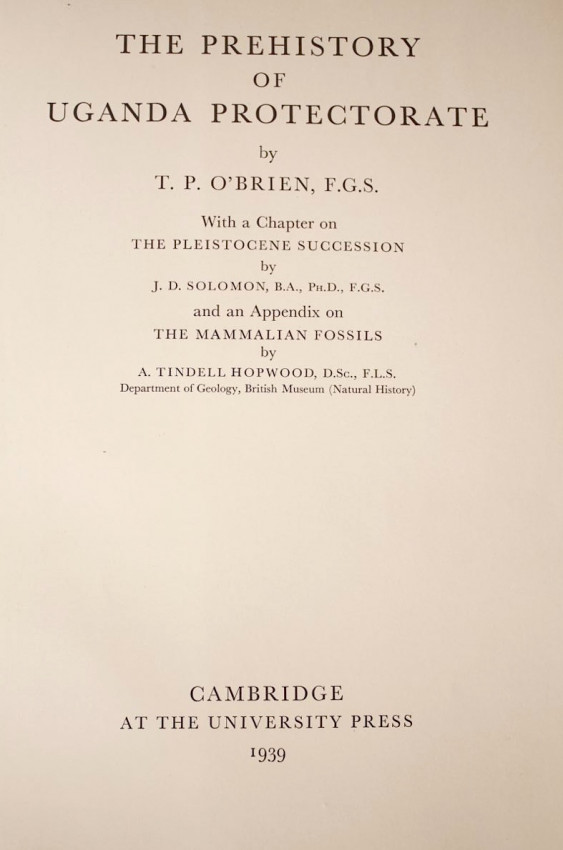 THE PREHISTORY
OF
UGANDA PROTECTORATE
by
T. P. O'BRIEN, F.G.S.
With a Chapter on
THE PLEISTOCENE SUCCESSION
by
J. D. SOLOMON, B.A., Ph.D., F.G.S.
and an Appendix on
THE MAMMALIAN FOSSILS
by
A. TINDELL HOPWOOD, D.Sc., F.L.S.
Department of Geology, British Museum (Natural History)
CAMBRIDGE
AT THE UNIVERSITY PRESS
1939